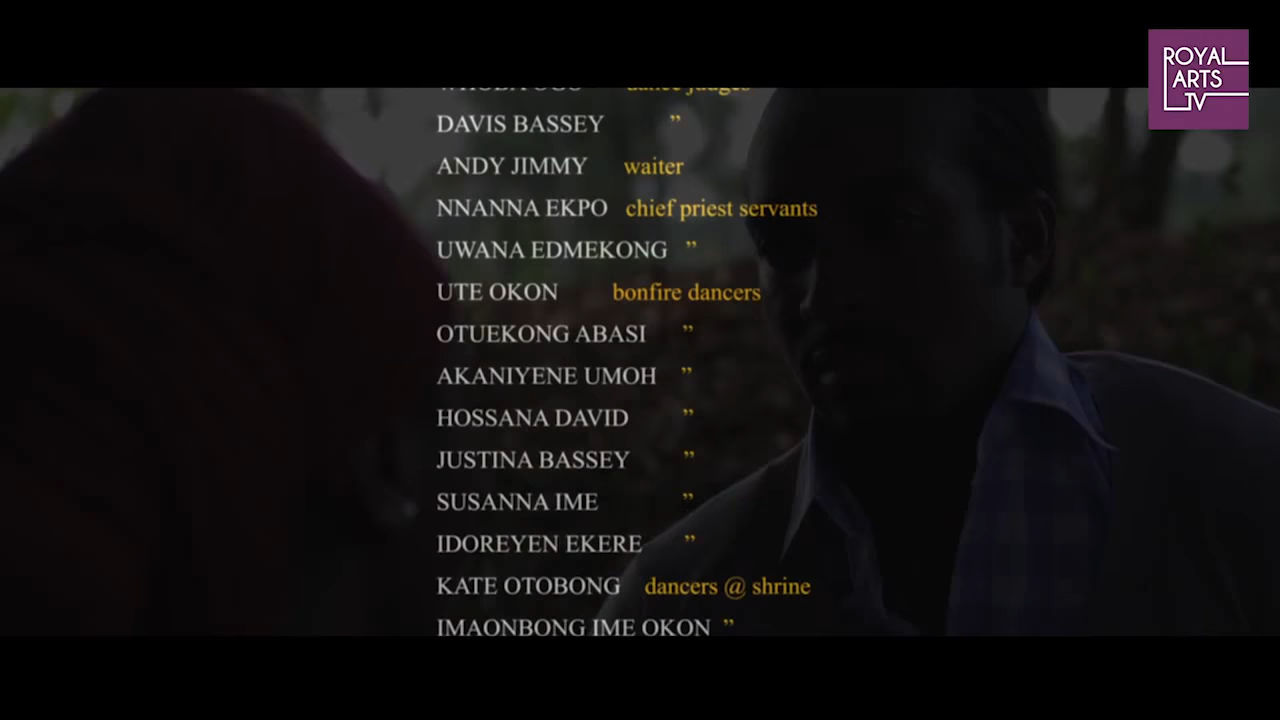 ROYAL
ARTS
TV
dance judges
DAVIS BASSEY ”
ANDY JIMMY waiter
NNANNA EKPO chief priest servants
UWANA EDMEKONG ”
UTE OKON bonfire dancers
OTUEKONG ABASI ”
AKANIYENE UMOH ”
HOSSANA DAVID ”
JUSTINA BASSEY ”
SUSANNA IME ”
IDOREYEN EKERE ”
KATE OTOBONG dancers @ shrine
IMAONBONG IME OKON ”